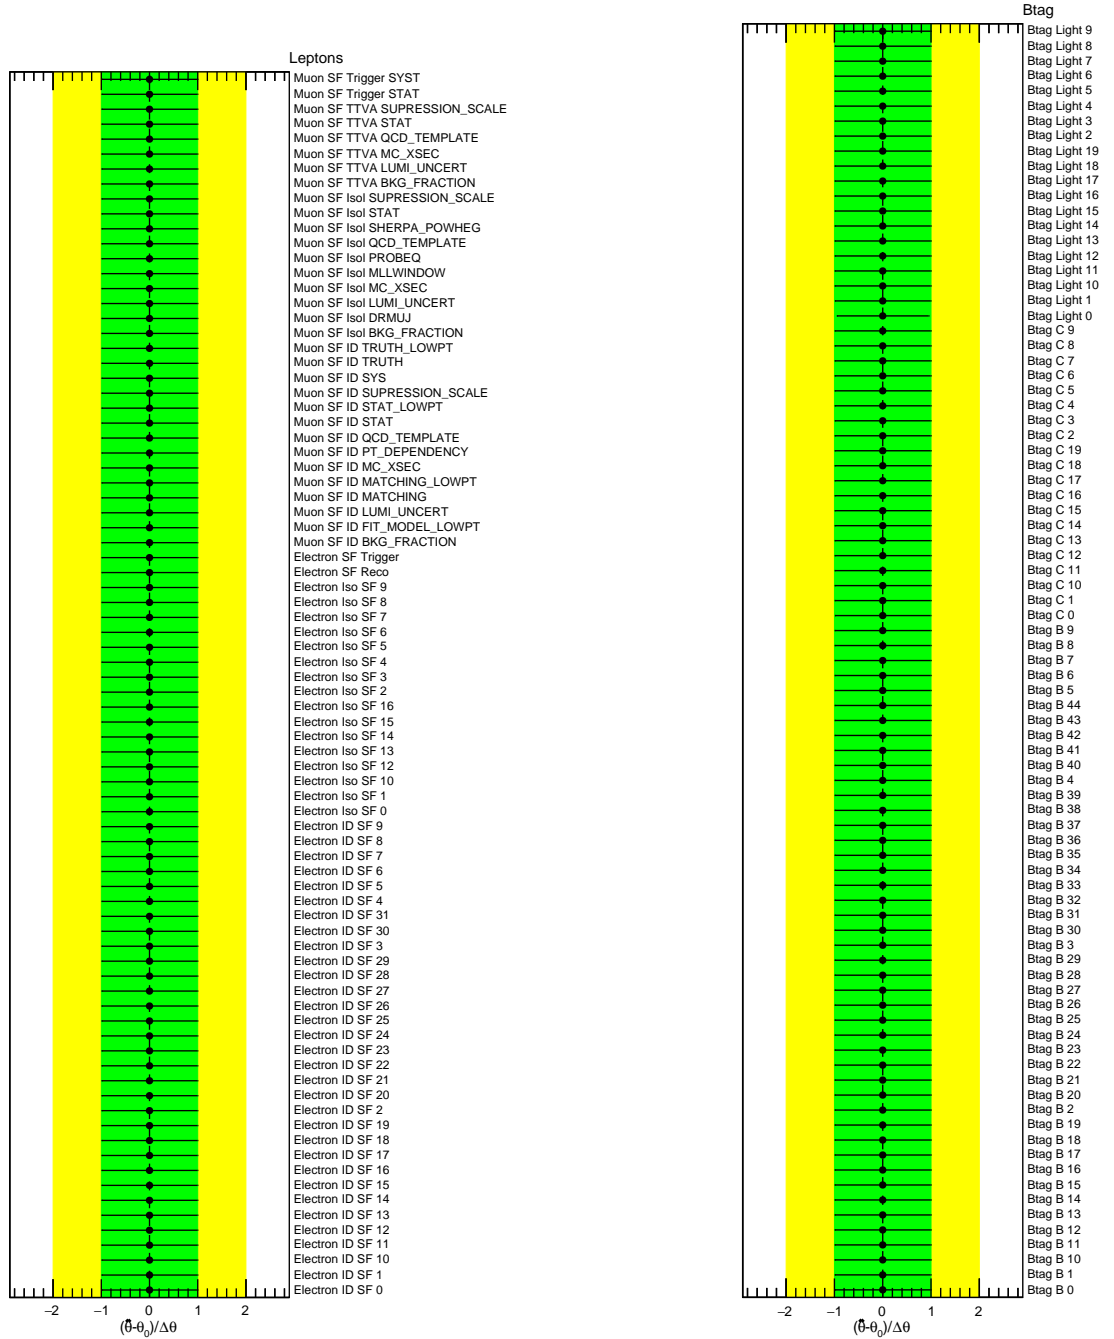 Leptons
Muon SF Trigger SYST
Muon SF Trigger STAT
Muon SF TTVA SUPRESSION_SCALE
Muon SF TTVA STAT
Muon SF TTVA QCD_TEMPLATE
Muon SF TTVA MC_XSEC
Muon SF TTVA LUMI_UNCERT
Muon SF TTVA BKG_FRACTION
Muon SF Isol SUPRESSION_SCALE
Muon SF Isol STAT
Muon SF Isol SHERPA_POWHEG
Muon SF Isol QCD_TEMPLATE
Muon SF Isol PROBEQ
Muon SF Isol MLLWINDOW
Muon SF Isol MC_XSEC
Muon SF Isol LUMI_UNCERT
Muon SF Isol DRMUJ
Muon SF Isol BKG_FRACTION
Muon SF ID TRUTH_LOWPT
Muon SF ID TRUTH
Muon SF ID SYS
Muon SF ID SUPRESSION_SCALE
Muon SF ID STAT_LOWPT
Muon SF ID STAT
Muon SF ID QCD_TEMPLATE
Muon SF ID PT_DEPENDENCY
Muon SF ID MC_XSEC
Muon SF ID MATCHING_LOWPT
Muon SF ID MATCHING
Muon SF ID LUMI_UNCERT
Muon SF ID FIT_MODEL_LOWPT
Muon SF ID BKG_FRACTION
Electron SF Trigger
Electron SF Reco
Electron Iso SF 9
Electron Iso SF 8
Electron Iso SF 7
Electron Iso SF 6
Electron Iso SF 5
Electron Iso SF 4
Electron Iso SF 3
Electron Iso SF 2
Electron Iso SF 16
Electron Iso SF 15
Electron Iso SF 14
Electron Iso SF 13
Electron Iso SF 12
Electron Iso SF 10
Electron Iso SF 1
Electron Iso SF 0
Electron ID SF 9
Electron ID SF 8
Electron ID SF 7
Electron ID SF 6
Electron ID SF 5
Electron ID SF 4
Electron ID SF 31
Electron ID SF 30
Electron ID SF 3
Electron ID SF 29
Electron ID SF 28
Electron ID SF 27
Electron ID SF 26
Electron ID SF 25
Electron ID SF 24
Electron ID SF 23
Electron ID SF 22
Electron ID SF 21
Electron ID SF 20
Electron ID SF 2
Electron ID SF 19
Electron ID SF 18
Electron ID SF 17
Electron ID SF 16
Electron ID SF 15
Electron ID SF 14
Electron ID SF 13
Electron ID SF 12
Electron ID SF 11
Electron ID SF 10
Electron ID SF 1
Electron ID SF 0
−2 −1 0 1 2
(θ̂-θ₀)/Δθ
Btag
Btag Light 9
Btag Light 8
Btag Light 7
Btag Light 6
Btag Light 5
Btag Light 4
Btag Light 3
Btag Light 2
Btag Light 19
Btag Light 18
Btag Light 17
Btag Light 16
Btag Light 15
Btag Light 14
Btag Light 13
Btag Light 12
Btag Light 11
Btag Light 10
Btag Light 1
Btag Light 0
Btag C 9
Btag C 8
Btag C 7
Btag C 6
Btag C 5
Btag C 4
Btag C 3
Btag C 2
Btag C 19
Btag C 18
Btag C 17
Btag C 16
Btag C 15
Btag C 14
Btag C 13
Btag C 12
Btag C 11
Btag C 10
Btag C 1
Btag C 0
Btag B 9
Btag B 8
Btag B 7
Btag B 6
Btag B 5
Btag B 44
Btag B 43
Btag B 42
Btag B 41
Btag B 40
Btag B 4
Btag B 39
Btag B 38
Btag B 37
Btag B 36
Btag B 35
Btag B 34
Btag B 33
Btag B 32
Btag B 31
Btag B 30
Btag B 3
Btag B 29
Btag B 28
Btag B 27
Btag B 26
Btag B 25
Btag B 24
Btag B 23
Btag B 22
Btag B 21
Btag B 20
Btag B 2
Btag B 19
Btag B 18
Btag B 17
Btag B 16
Btag B 15
Btag B 14
Btag B 13
Btag B 12
Btag B 11
Btag B 10
Btag B 1
Btag B 0
−2 −1 0 1 2
(θ̂-θ₀)/Δθ